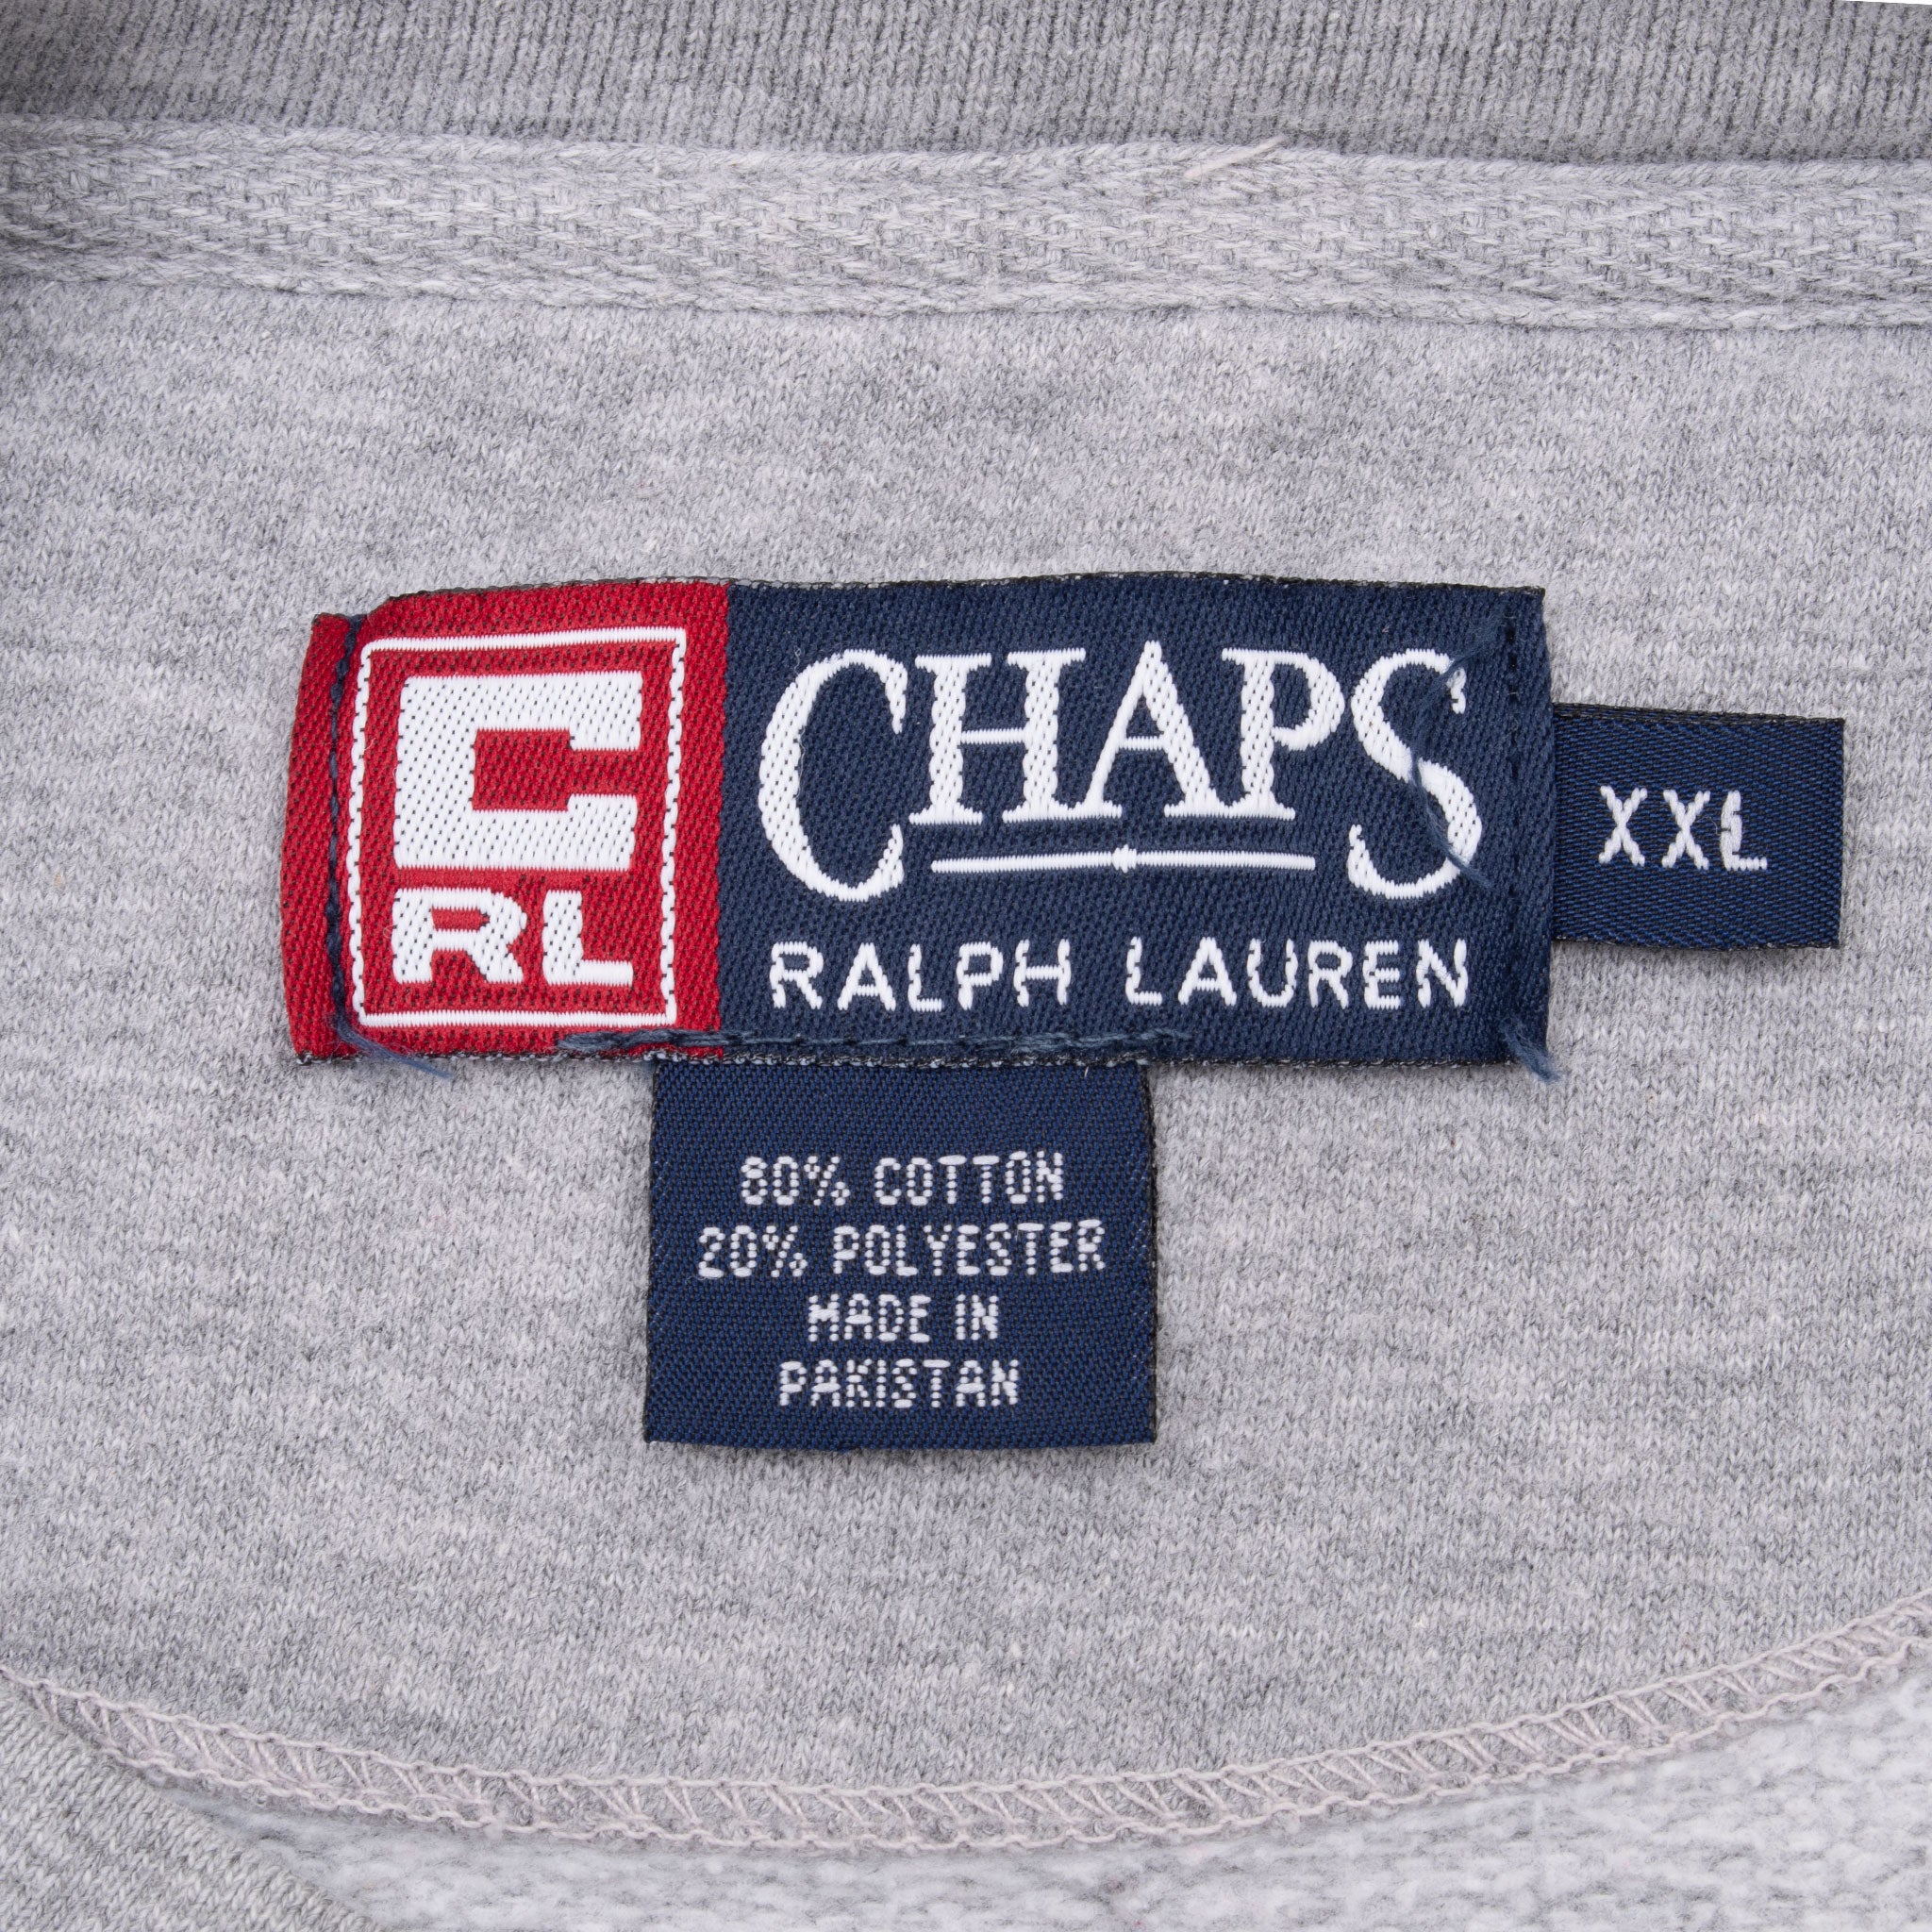 C
RL
CHAPS
RALPH LAUREN
XXL
80% COTTON
20% POLYESTER
MADE IN
PAKISTAN